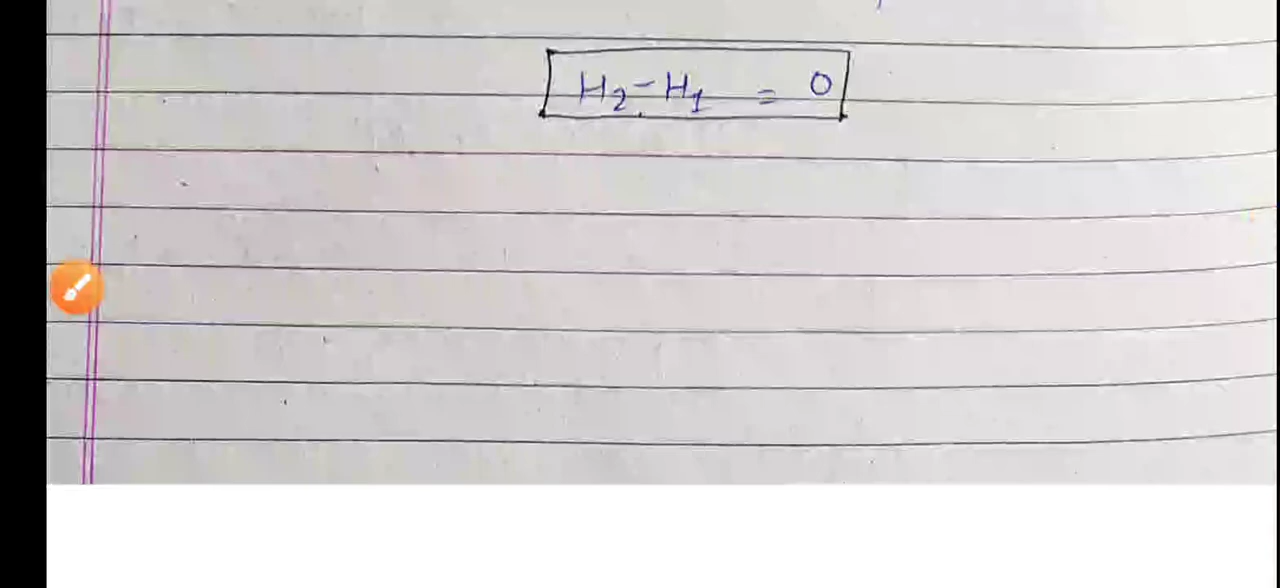 H₂ - H₁ = 0